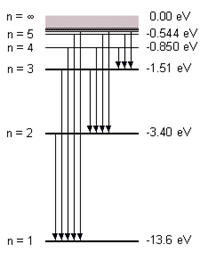 n = ∞ 0.00 eV
n = 5 -0.544 eV
n = 4 -0.850 eV
n = 3 -1.51 eV
n = 2 -3.40 eV
n = 1 -13.6 eV